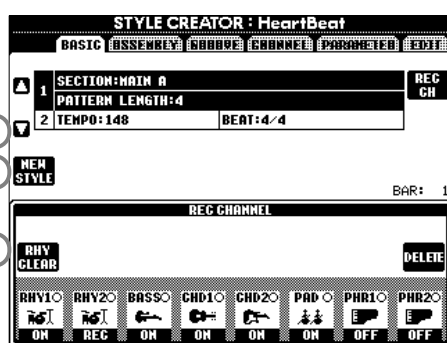 STYLE CREATOR : HeartBeat
BASIC ASSEMBLY GROOVE CHANNEL PARAMETER EDIT
1 SECTION:MAIN A
PATTERN LENGTH:4
REC CH
2 TEMPO:148 BEAT:4/4
NEW STYLE
BAR: 1
REC CHANNEL
RHY CLEAR
DELETE
RHY1 RHY2 BASS CHD1 CHD2 PAD PHR1 PHR2
ON REC ON ON ON ON OFF OFF